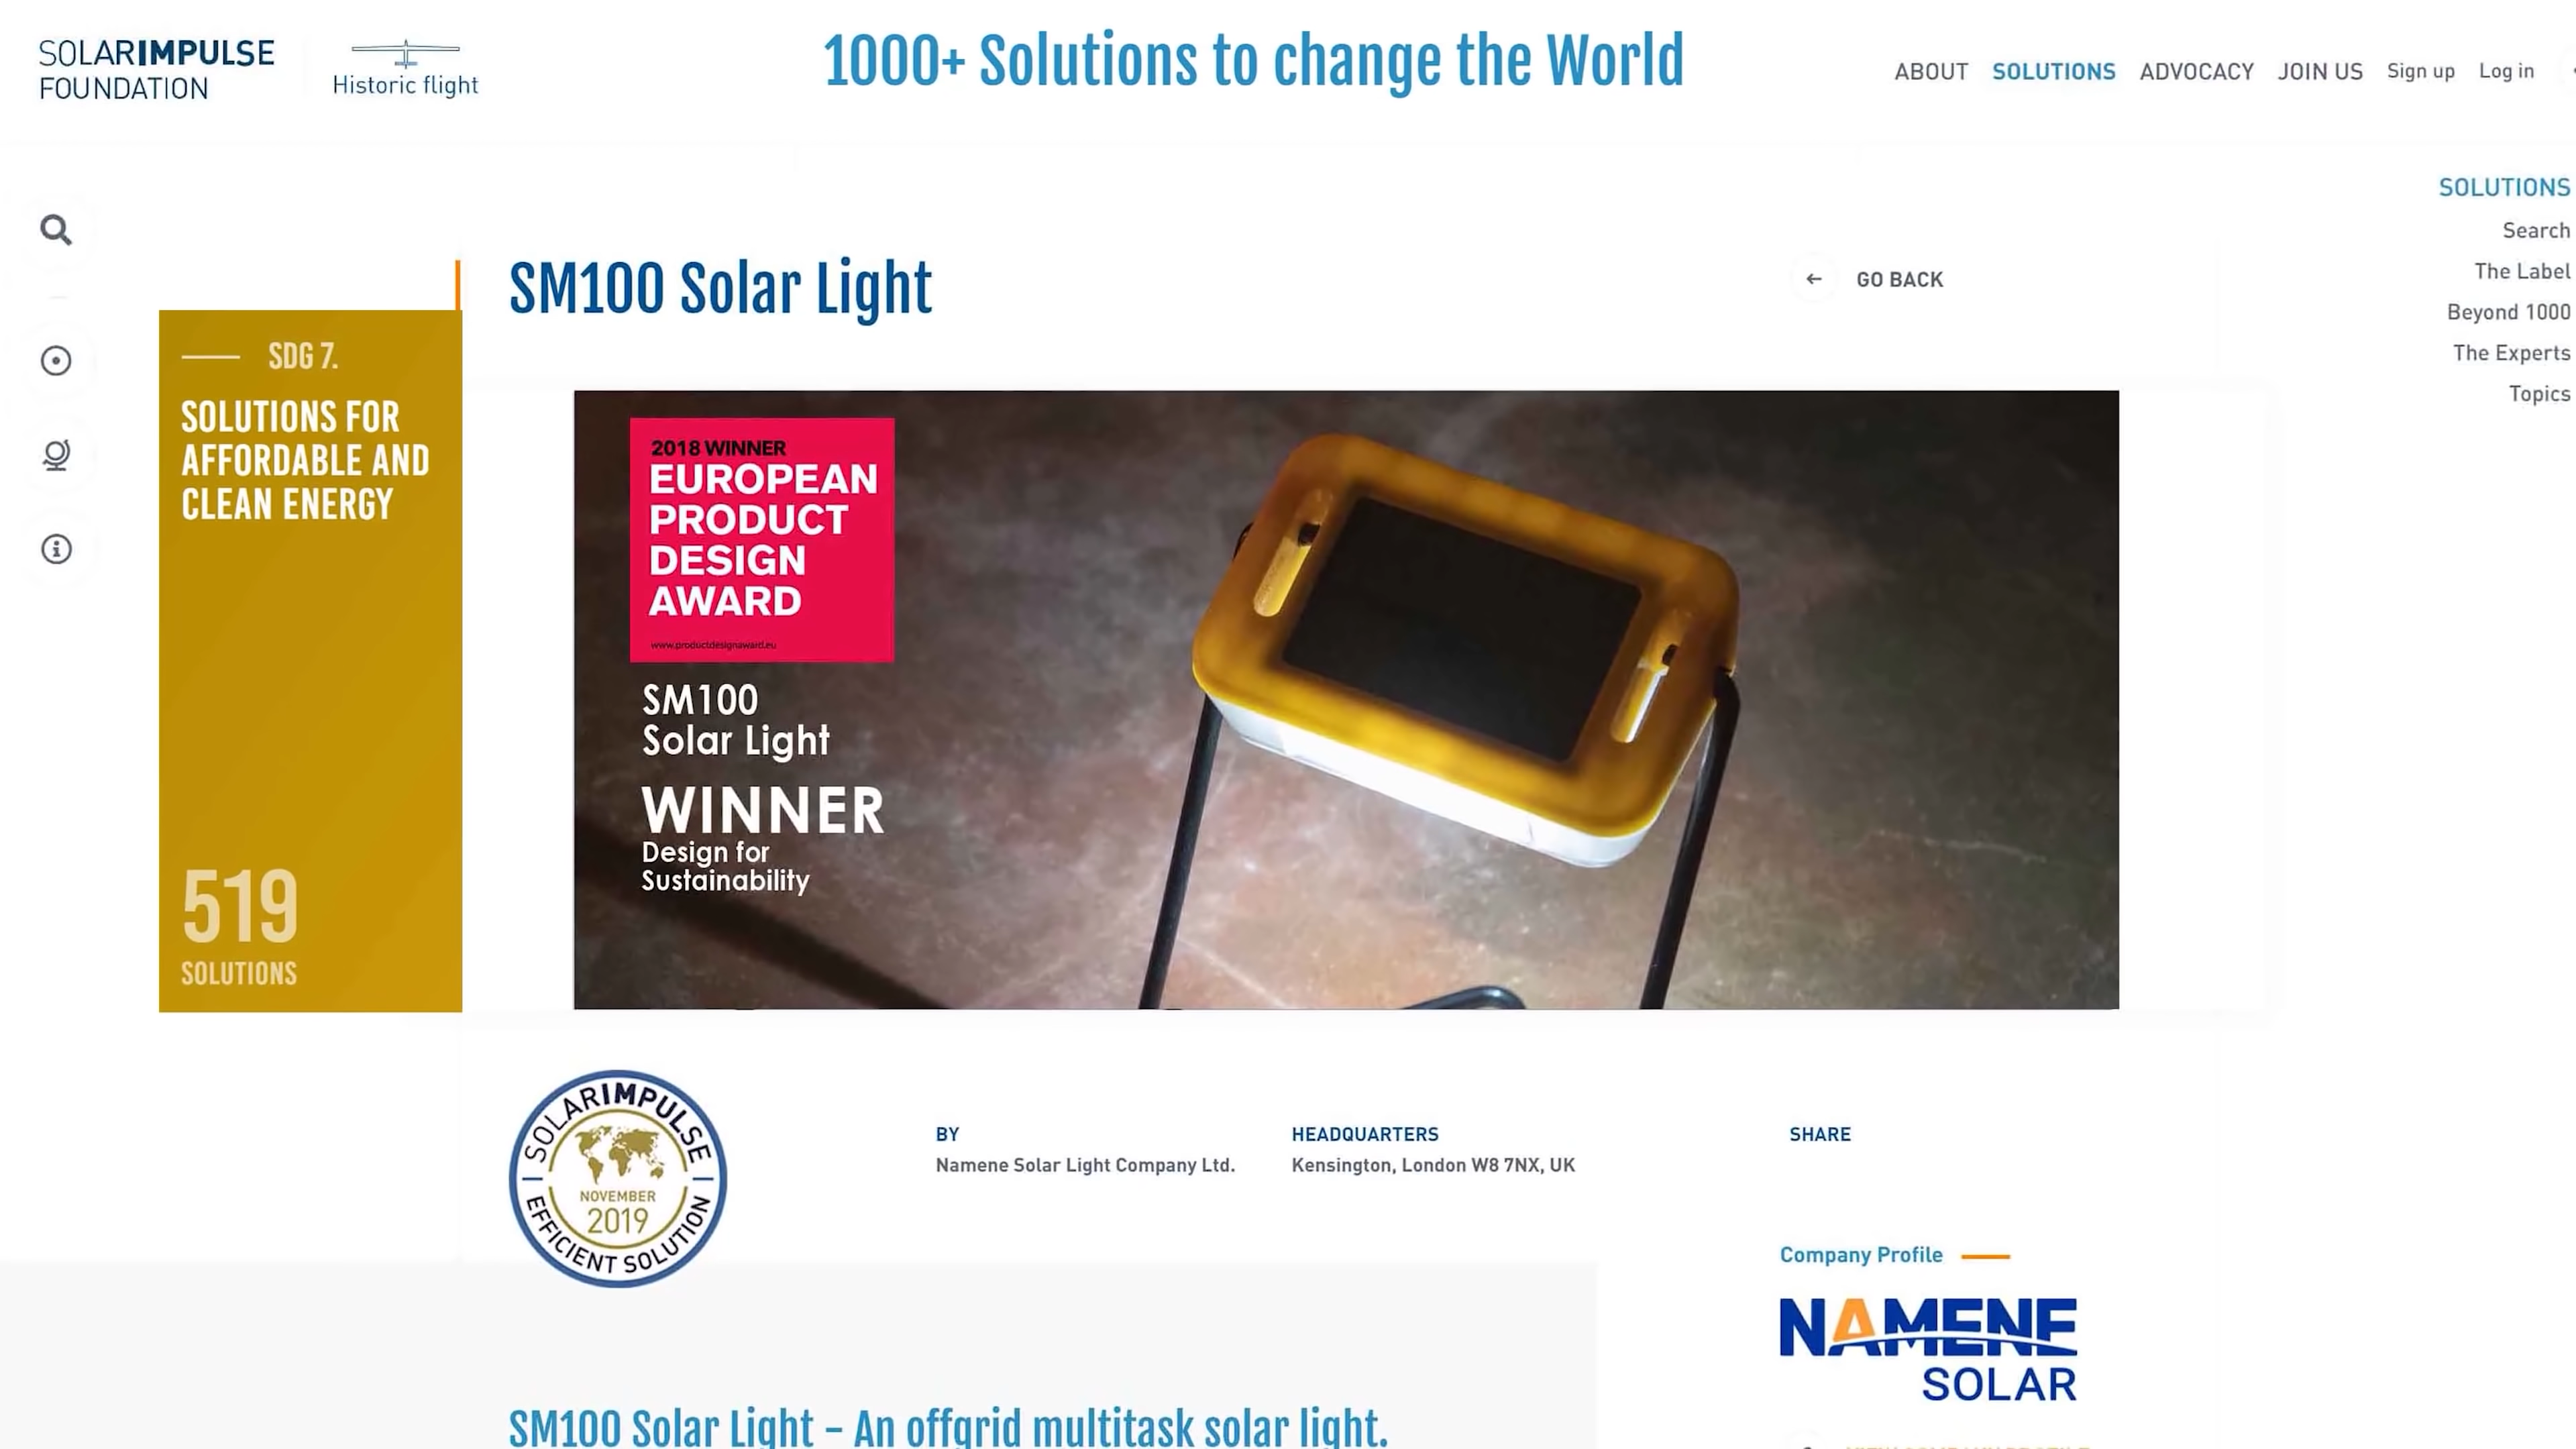 SOLARIMPULSE
FOUNDATION
Historic flight
1000+ Solutions to change the World
ABOUT
SOLUTIONS
ADVOCACY
JOIN US
Sign up
Log in
SOLUTIONS
Search
The Label
Beyond 1000
The Experts
Topics
SM100 Solar Light
GO BACK
SDG 7.
SOLUTIONS FOR
AFFORDABLE AND
CLEAN ENERGY
519
SOLUTIONS
2018 WINNER
EUROPEAN
PRODUCT
DESIGN
AWARD
www.productdesignaward.eu
SM100
Solar Light
WINNER
Design for
Sustainability
SOLARIMPULSE
NOVEMBER
2019
EFFICIENT SOLUTION
BY
Namene Solar Light Company Ltd.
HEADQUARTERS
Kensington, London W8 7NX, UK
SHARE
Company Profile
NAMENE
SOLAR
SM100 Solar Light - An offgrid multitask solar light.